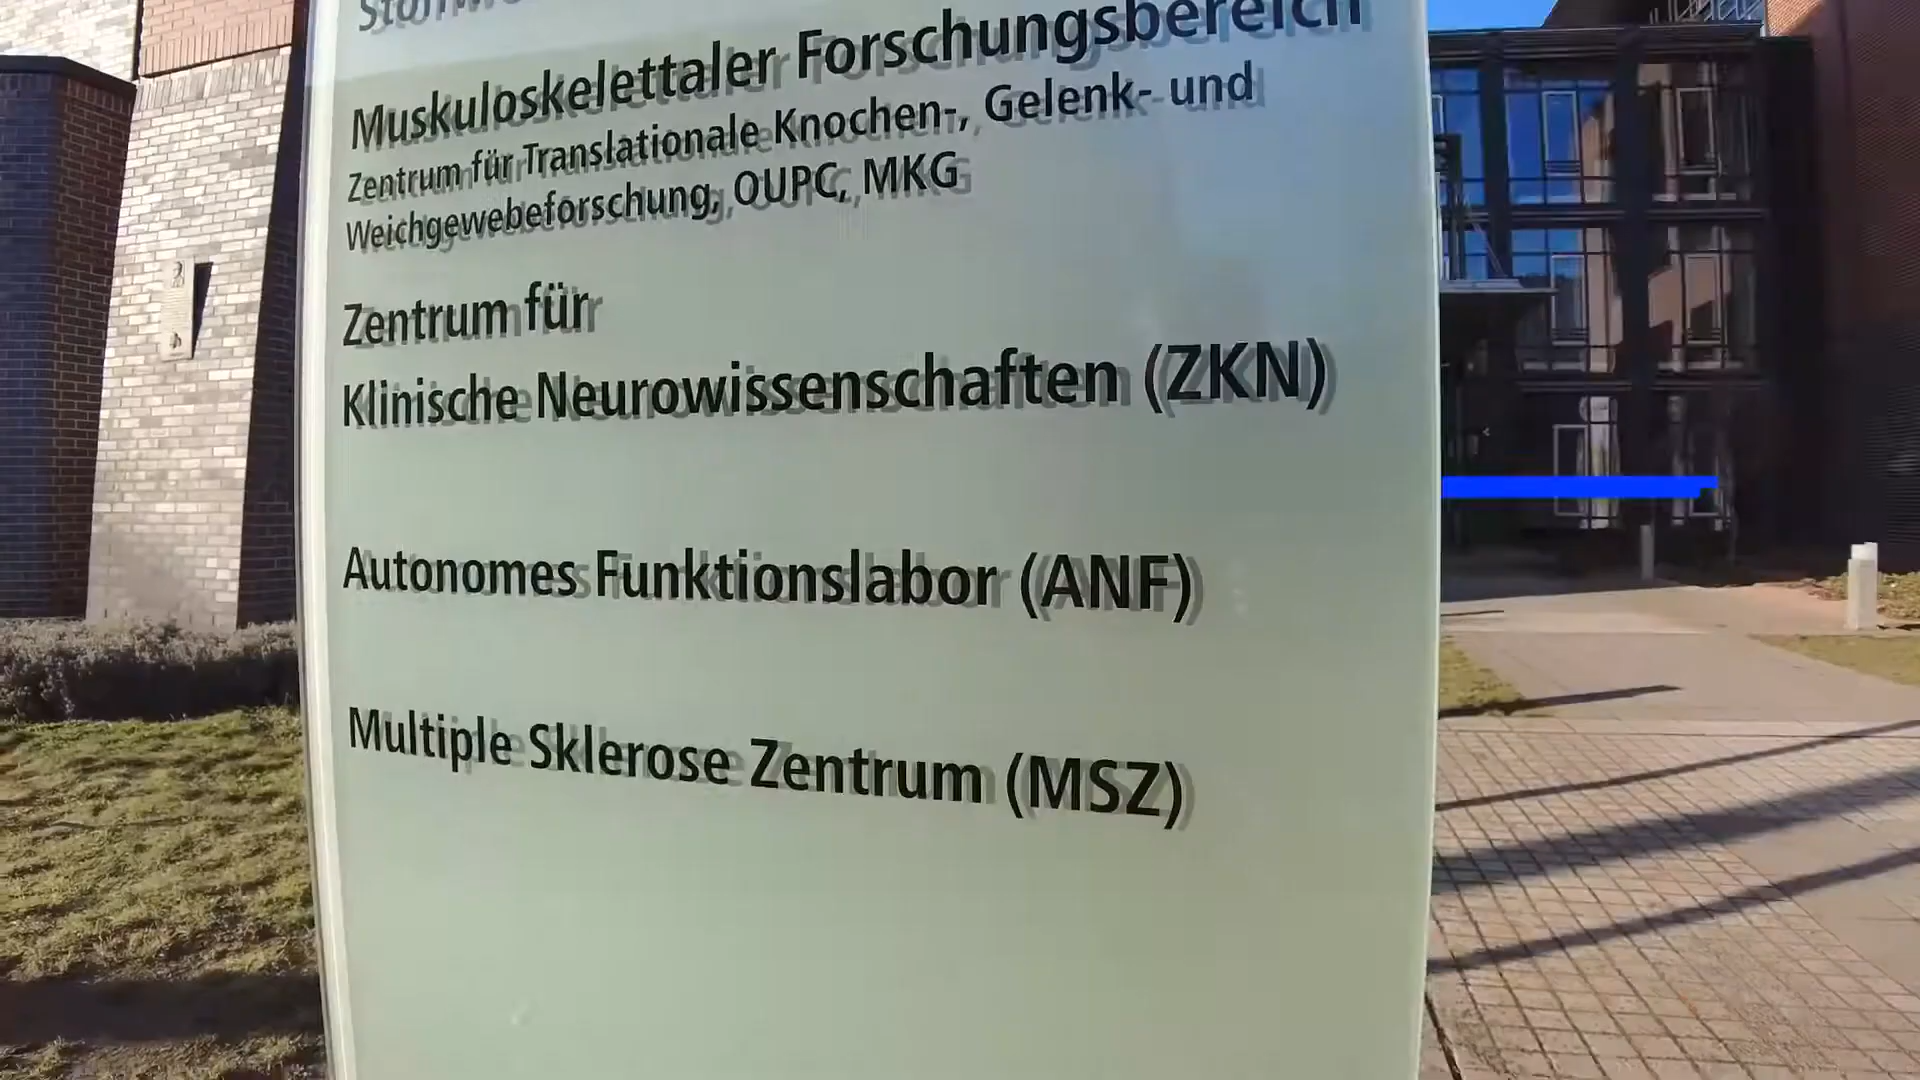 Muskuloskelettaler Forschungsbereich
Zentrum für Translationale Knochen-, Gelenk- und
Weichgewebeforschung, OUPC, MKG
Zentrum für
Klinische Neurowissenschaften (ZKN)
Autonomes Funktionslabor (ANF)
Multiple Sklerose Zentrum (MSZ)